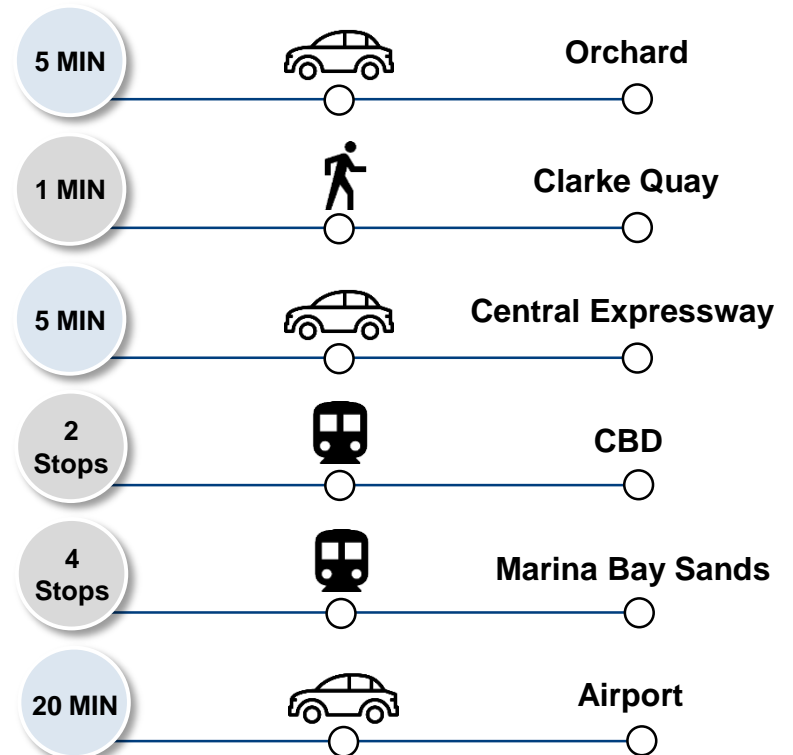 5 MIN
Orchard
1 MIN
Clarke Quay
5 MIN
Central Expressway
2
Stops
CBD
4
Stops
Marina Bay Sands
20 MIN
Airport